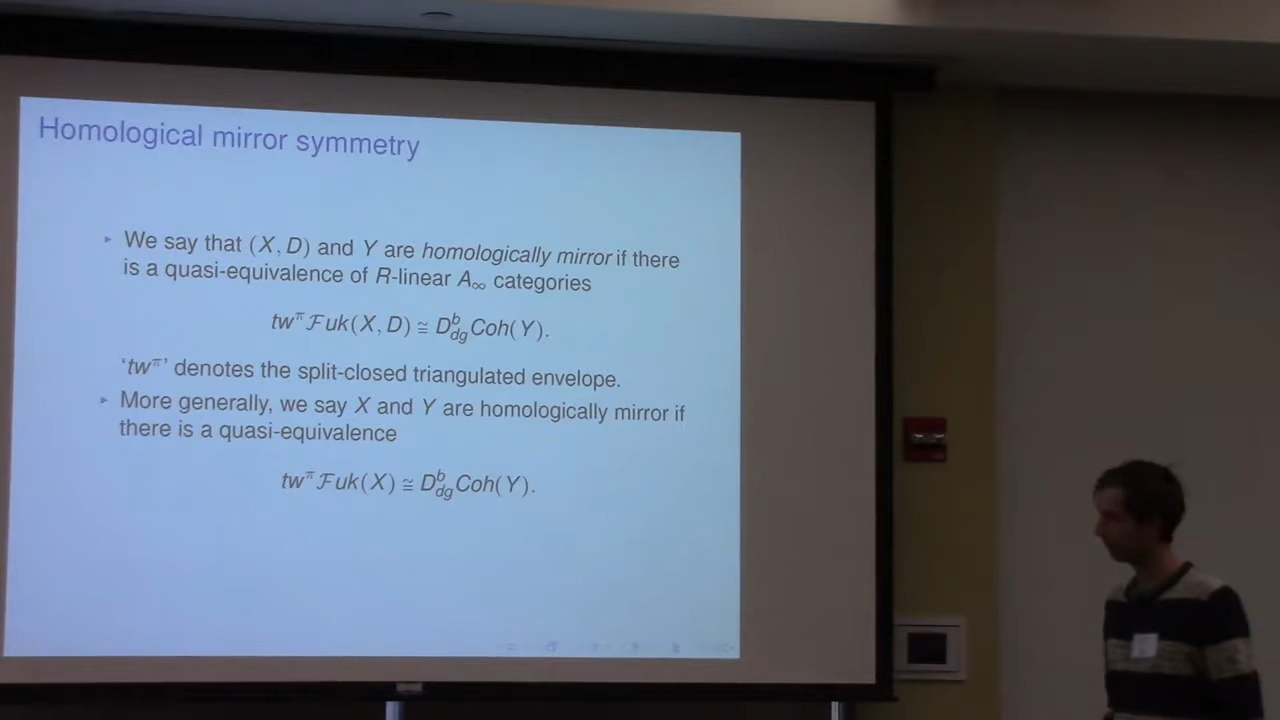 Homological mirror symmetry
▸ We say that (X, D) and Y are homologically mirror if there
is a quasi-equivalence of R-linear A∞ categories
tw^π Fuk(X, D) ≅ D^b_dg Coh(Y).
‘tw^π’ denotes the split-closed triangulated envelope.
▸ More generally, we say X and Y are homologically mirror if
there is a quasi-equivalence
tw^π Fuk(X) ≅ D^b_dg Coh(Y).